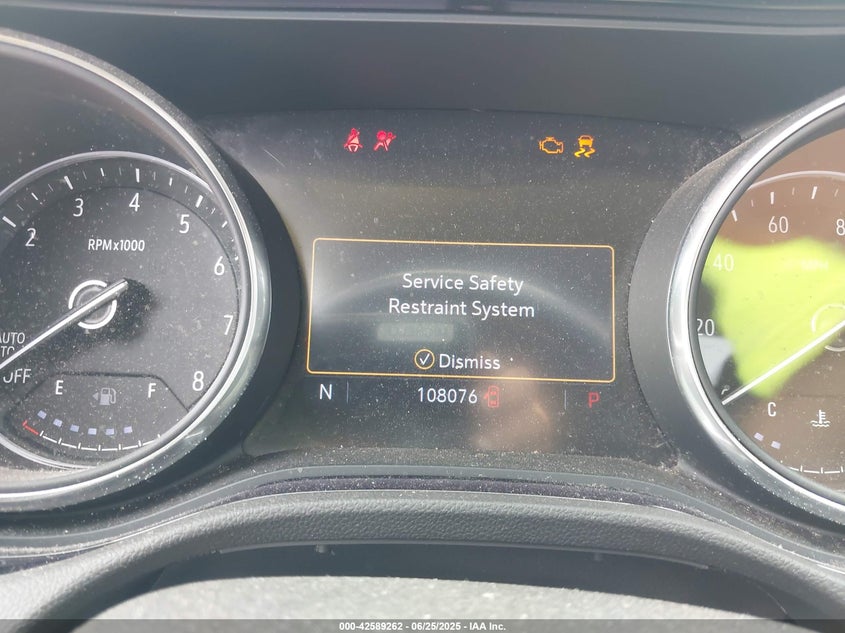 2
3
4
5
6
7
8
RPMx1000
AUTO
OFF
E
F
Service Safety
Restraint System
Dismiss
N
108076
P
20
40
60
C
000-42589262 / 06/25/2025 - IAA Inc.